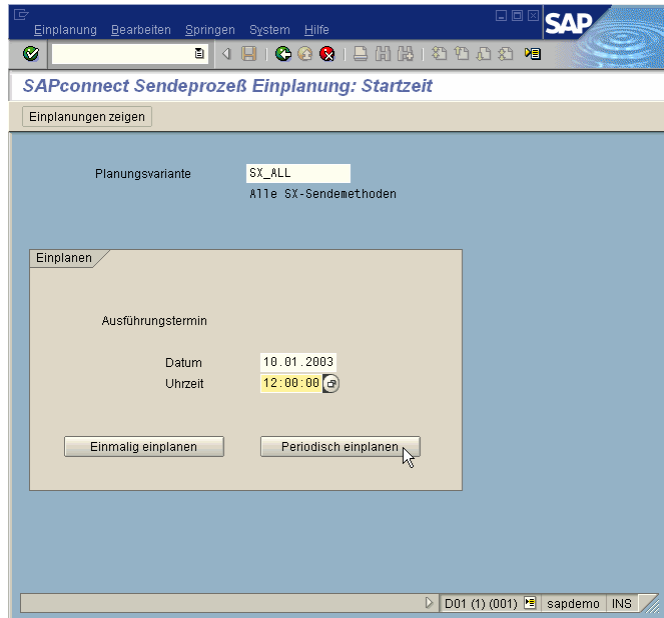 Einplanung Bearbeiten Springen System Hilfe
SAP
SAPconnect Sendeprozeß Einplanung: Startzeit
Einplanungen zeigen
Planungsvariante SX_ALL
Alle SX-Sendemethoden
Einplanen
Ausführungstermin
Datum 10.01.2003
Uhrzeit 12:00:00
Einmalig einplanen Periodisch einplanen
D01 (1) (001) sapdemo INS